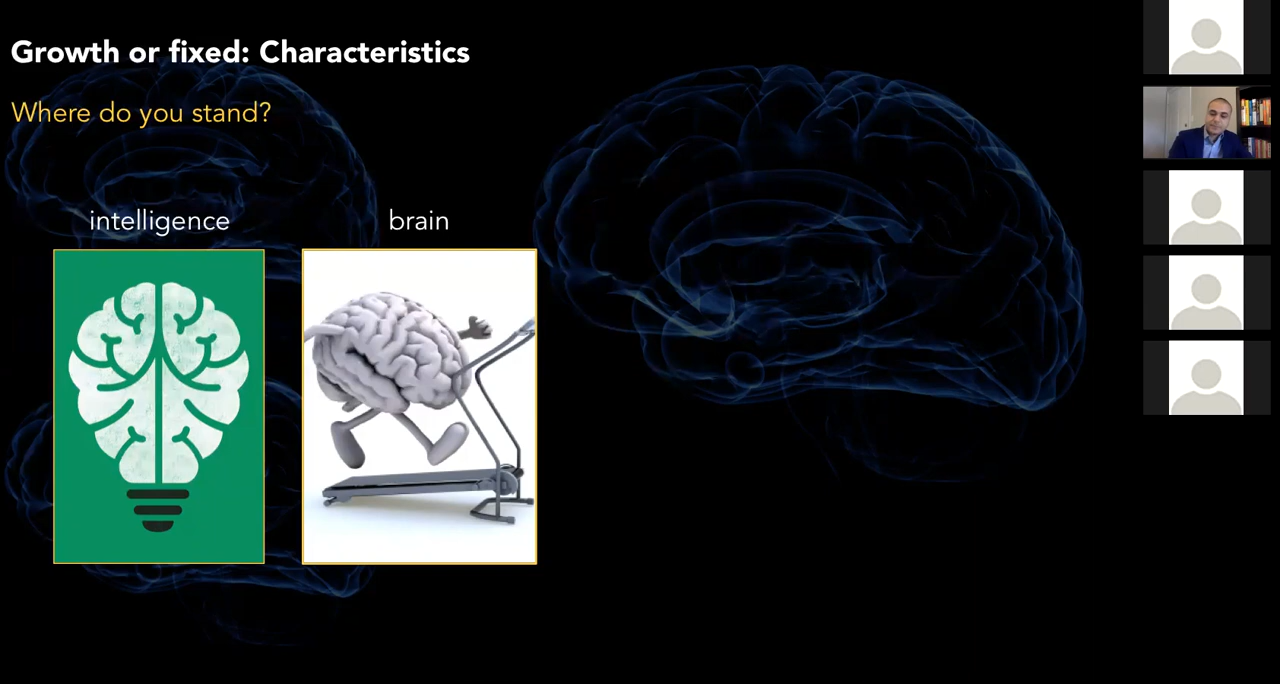 Growth or fixed: Characteristics
Where do you stand?
intelligence
brain